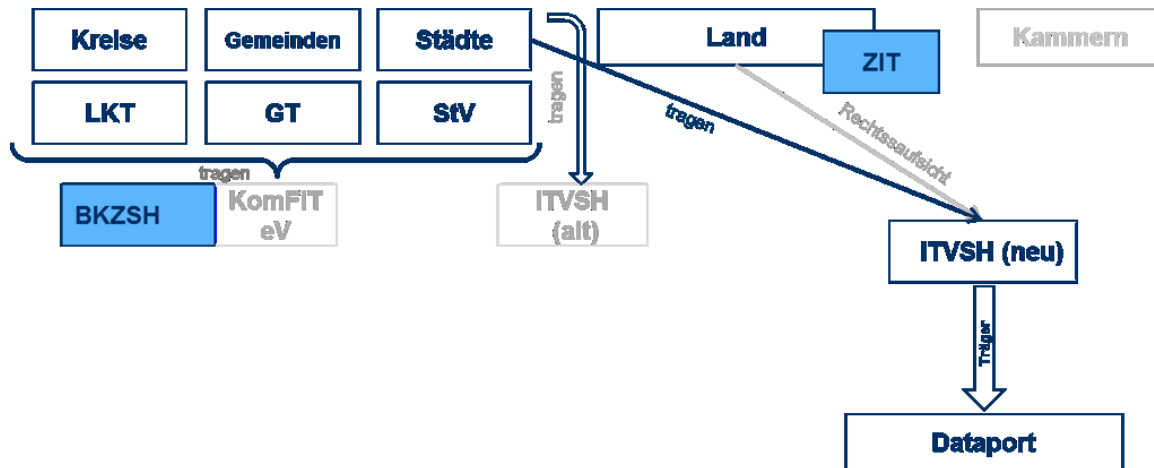 Kreise
Gemeinden
Städte
Land
ZIT
Kammern
LKT
GT
StV
tragen
tragen
Rechtssaufsicht
tragen
BKZSH
KomFIT
eV
ITVSH
(alt)
ITVSH (neu)
Träger
Dataport